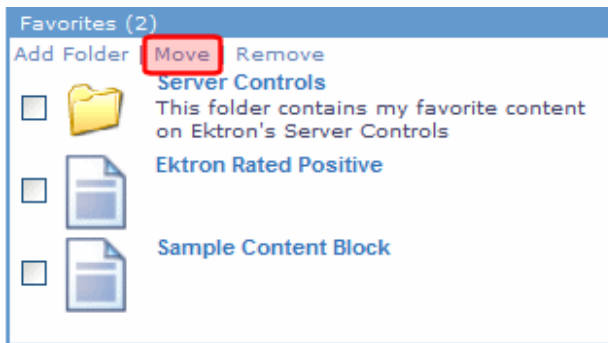 Favorites (2)
Add Folder | Move | Remove
Server Controls
This folder contains my favorite content
on Ektron's Server Controls
Ektron Rated Positive
Sample Content Block